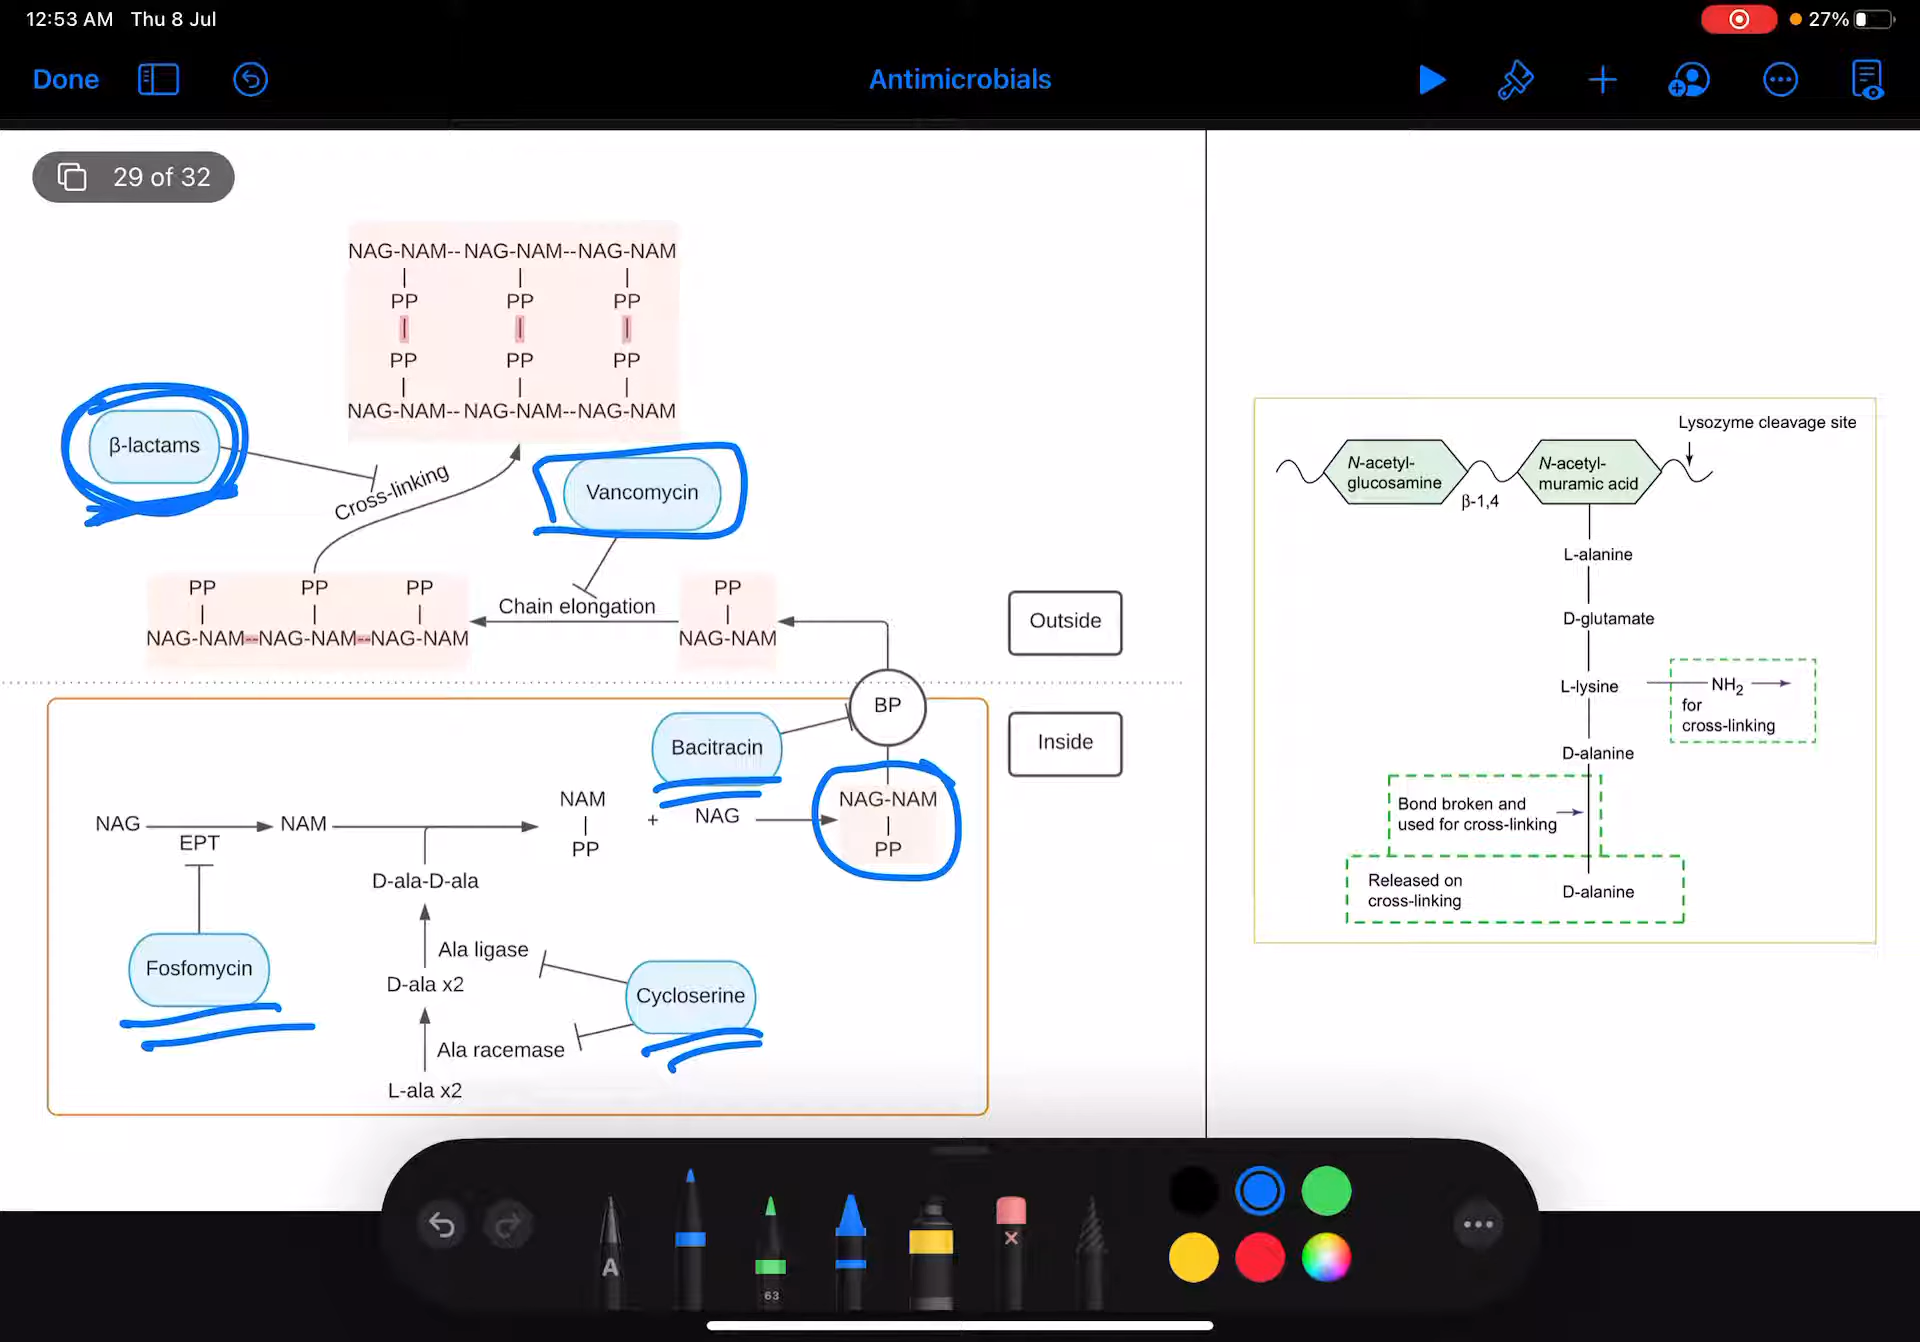 12:53 AM Thu 8 Jul
27%
Done
Antimicrobials
29 of 32
NAG-NAM--NAG-NAM--NAG-NAM
PP PP PP
PP PP PP
NAG-NAM--NAG-NAM--NAG-NAM
β-lactams
Cross-linking
Vancomycin
PP PP PP
NAG-NAM--NAG-NAM--NAG-NAM
Chain elongation
PP
NAG-NAM
Outside
BP
Inside
Bacitracin
NAG
EPT
NAM
NAM
PP
+ NAG
NAG-NAM
PP
D-ala-D-ala
Ala ligase
D-ala x2
Ala racemase
L-ala x2
Fosfomycin
Cycloserine
Lysozyme cleavage site
N-acetyl-
glucosamine
β-1,4
N-acetyl-
muramic acid
L-alanine
D-glutamate
L-lysine
NH2
for
cross-linking
D-alanine
Bond broken and
used for cross-linking
Released on
cross-linking
D-alanine
A
63